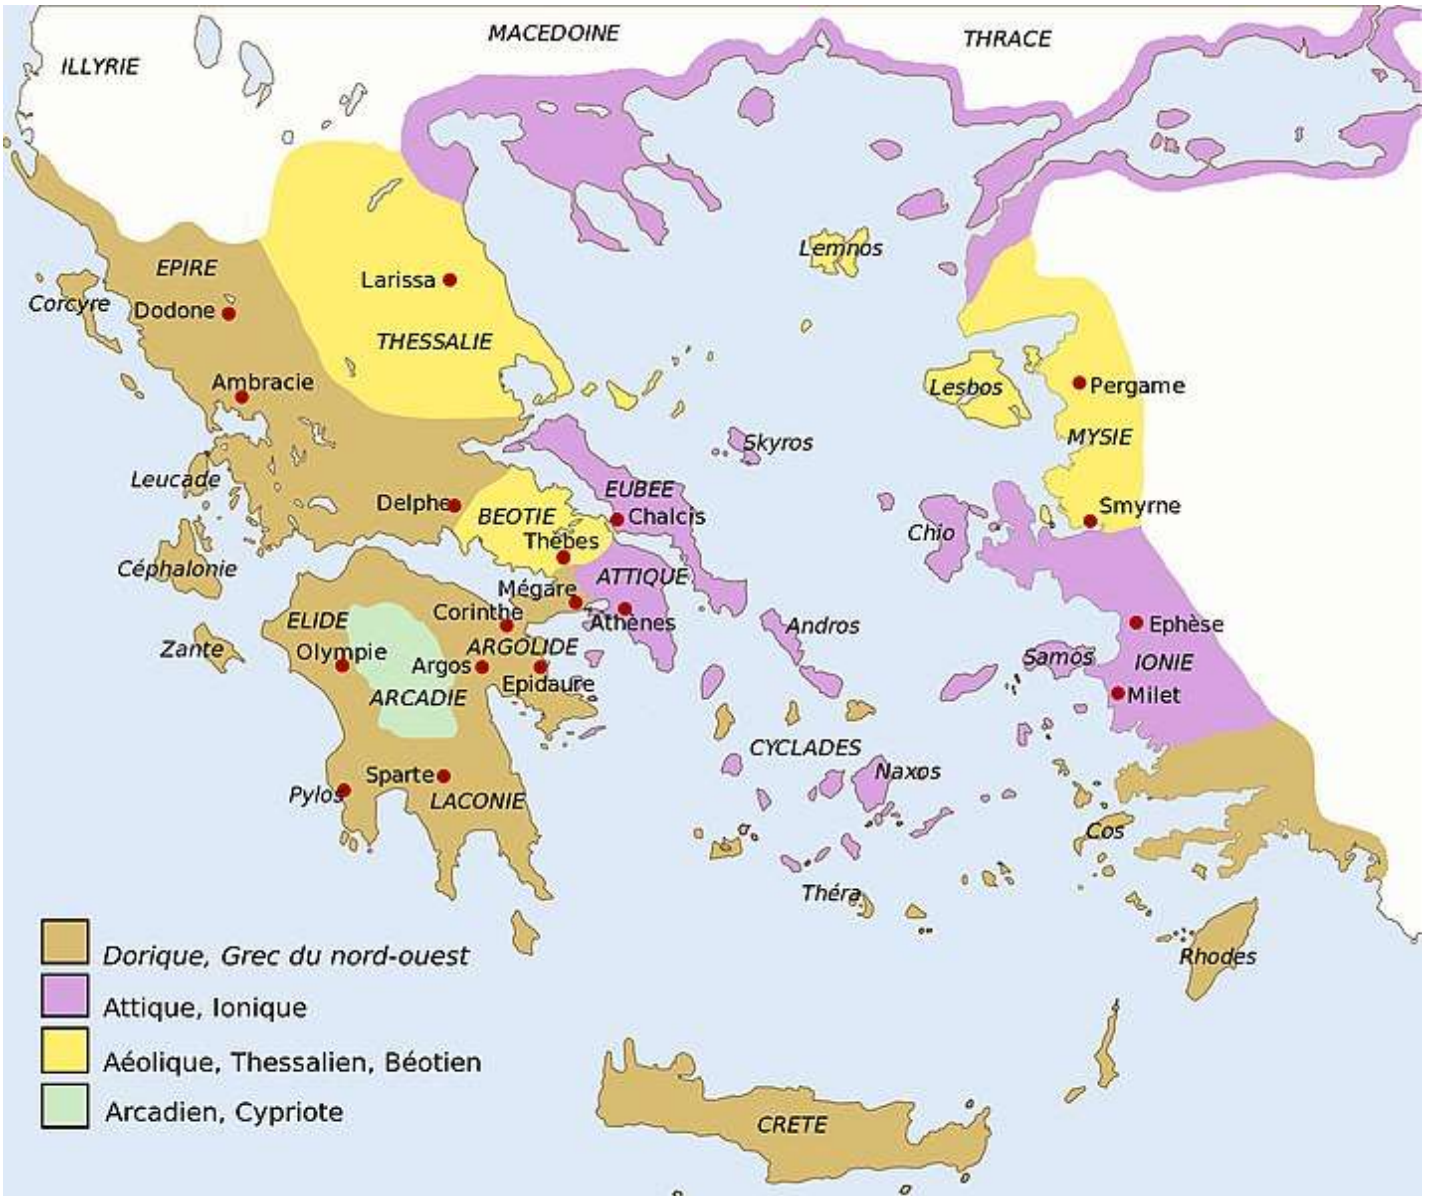 MACEDOINE
THRACE
ILLYRIE
Lemnos
EPIRE
Larissa
Corcyre
Dodone
THESSALIE
Ambracie
Lesbos
Pergame
MYSIE
Skyros
Leucade
EUBEE
Delphe
BEOTIE
Chalcis
Smyrne
Thèbes
Chio
Céphalonie
ATTIQUE
Mégare
Corinthe
Athènes
ELIDE
Andros
Ephèse
Zante
Olympie
ARGOLIDE
Samos
IONIE
Argos
Epidaure
ARCADIE
Milet
CYCLADES
Naxos
Sparte
Pylos
LACONIE
Cos
Théra
Rhodes
Dorique, Grec du nord-ouest
Attique, Ionique
Aéolique, Thessalien, Béotien
Arcadien, Cypriote
CRETE